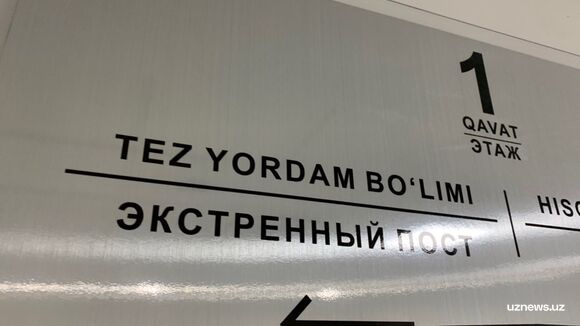 1
QAVAT
ЭТАЖ
TEZ YORDAM BO‘LIMI
ЭКСТРЕННЫЙ ПОСТ
uznews.uz